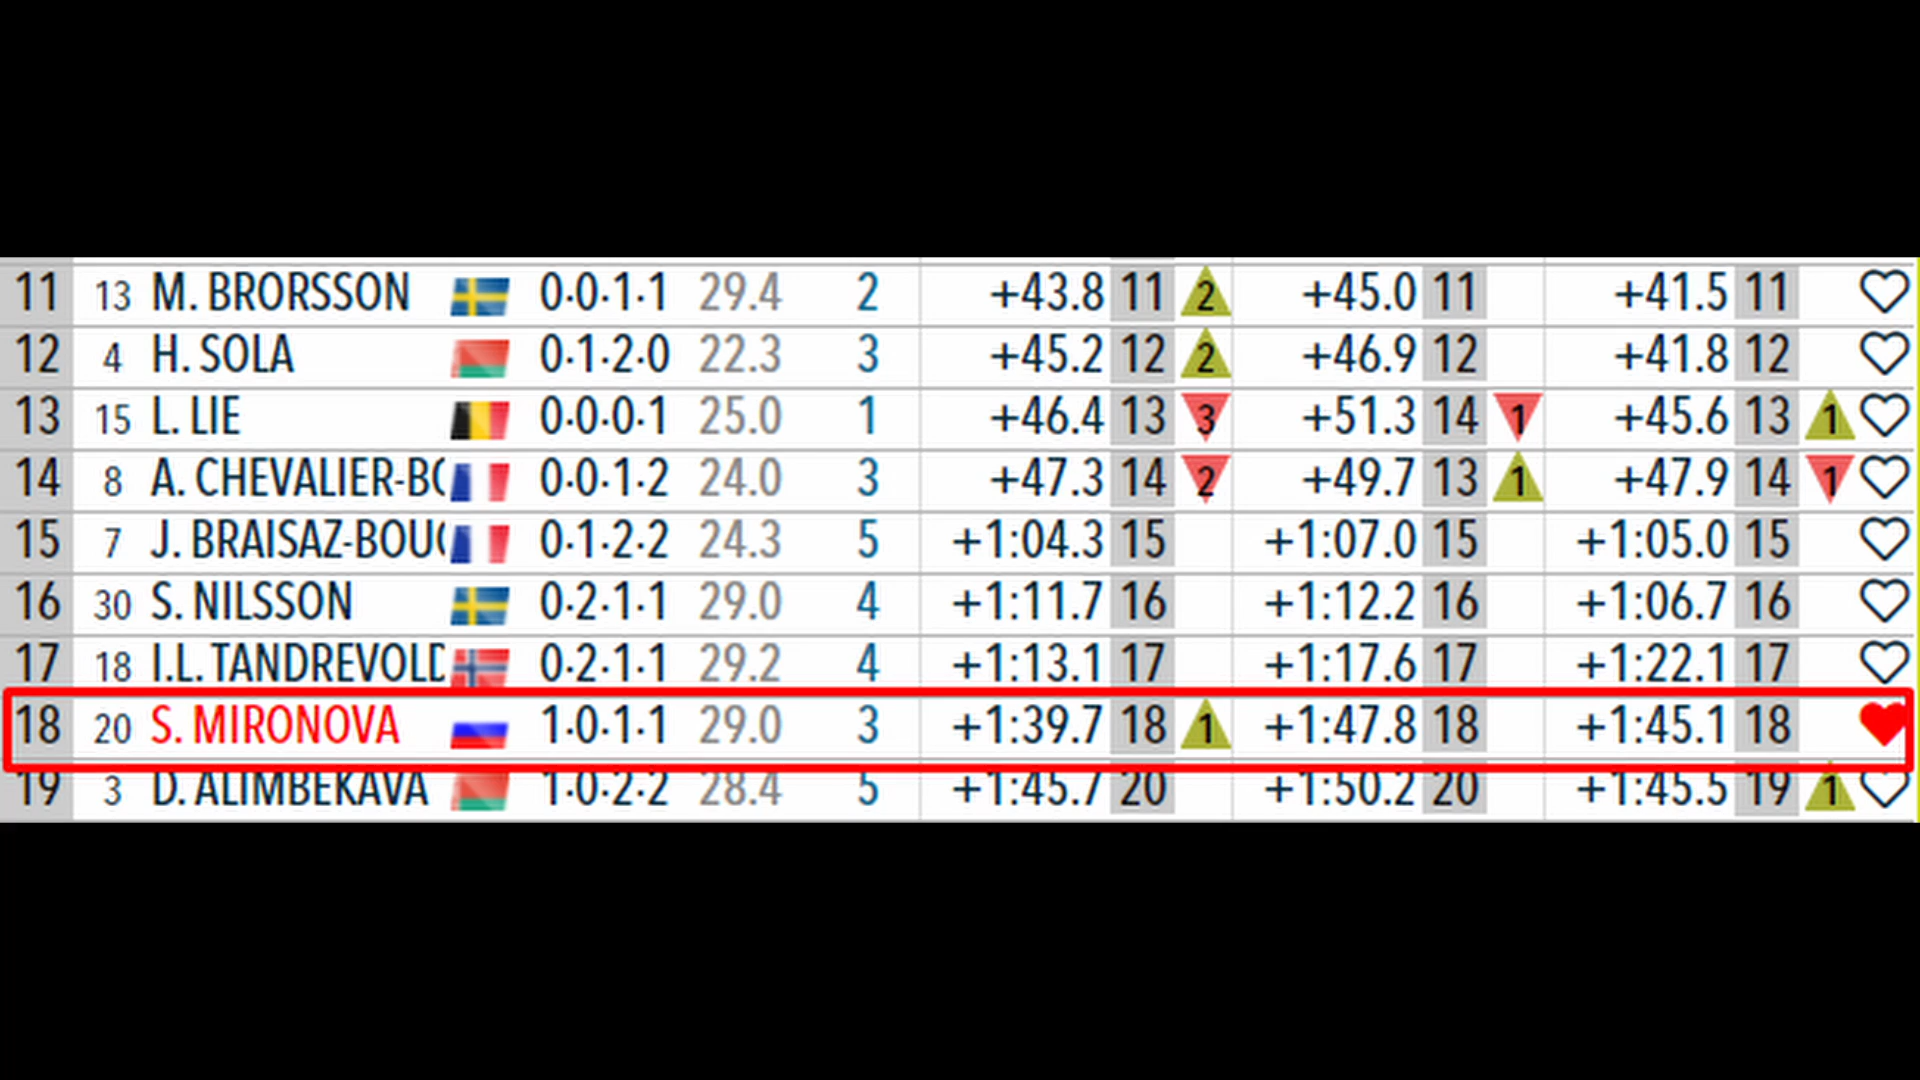 11 13 M. BRORSSON 0·0·1·1 29.4 2 +43.8 11 2 +45.0 11 +41.5 11
12 4 H. SOLA 0·1·2·0 22.3 3 +45.2 12 2 +46.9 12 +41.8 12
13 15 L. LIE 0·0·0·1 25.0 1 +46.4 13 3 +51.3 14 1 +45.6 13 1
14 8 A. CHEVALIER-BO 0·0·1·2 24.0 3 +47.3 14 2 +49.7 13 1 +47.9 14 1
15 7 J. BRAISAZ-BOUC 0·1·2·2 24.3 5 +1:04.3 15 +1:07.0 15 +1:05.0 15
16 30 S. NILSSON 0·2·1·1 29.0 4 +1:11.7 16 +1:12.2 16 +1:06.7 16
17 18 I.L. TANDREVOLD 0·2·1·1 29.2 4 +1:13.1 17 +1:17.6 17 +1:22.1 17
18 20 S. MIRONOVA 1·0·1·1 29.0 3 +1:39.7 18 1 +1:47.8 18 +1:45.1 18
19 3 D. ALIMBEKAVA 1·0·2·2 28.4 5 +1:45.7 20 +1:50.2 20 +1:45.5 19 1